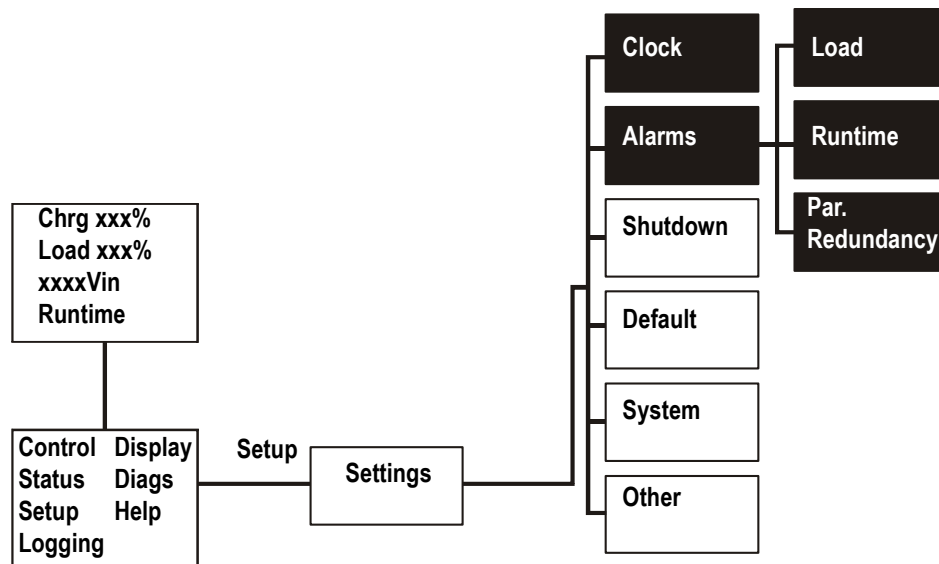 Chrg xxx%
Load xxx%
xxxxVin
Runtime
Control Display
Status Diags
Setup Help
Logging
Setup
Settings
Clock
Alarms
Shutdown
Default
System
Other
Load
Runtime
Par.
Redundancy